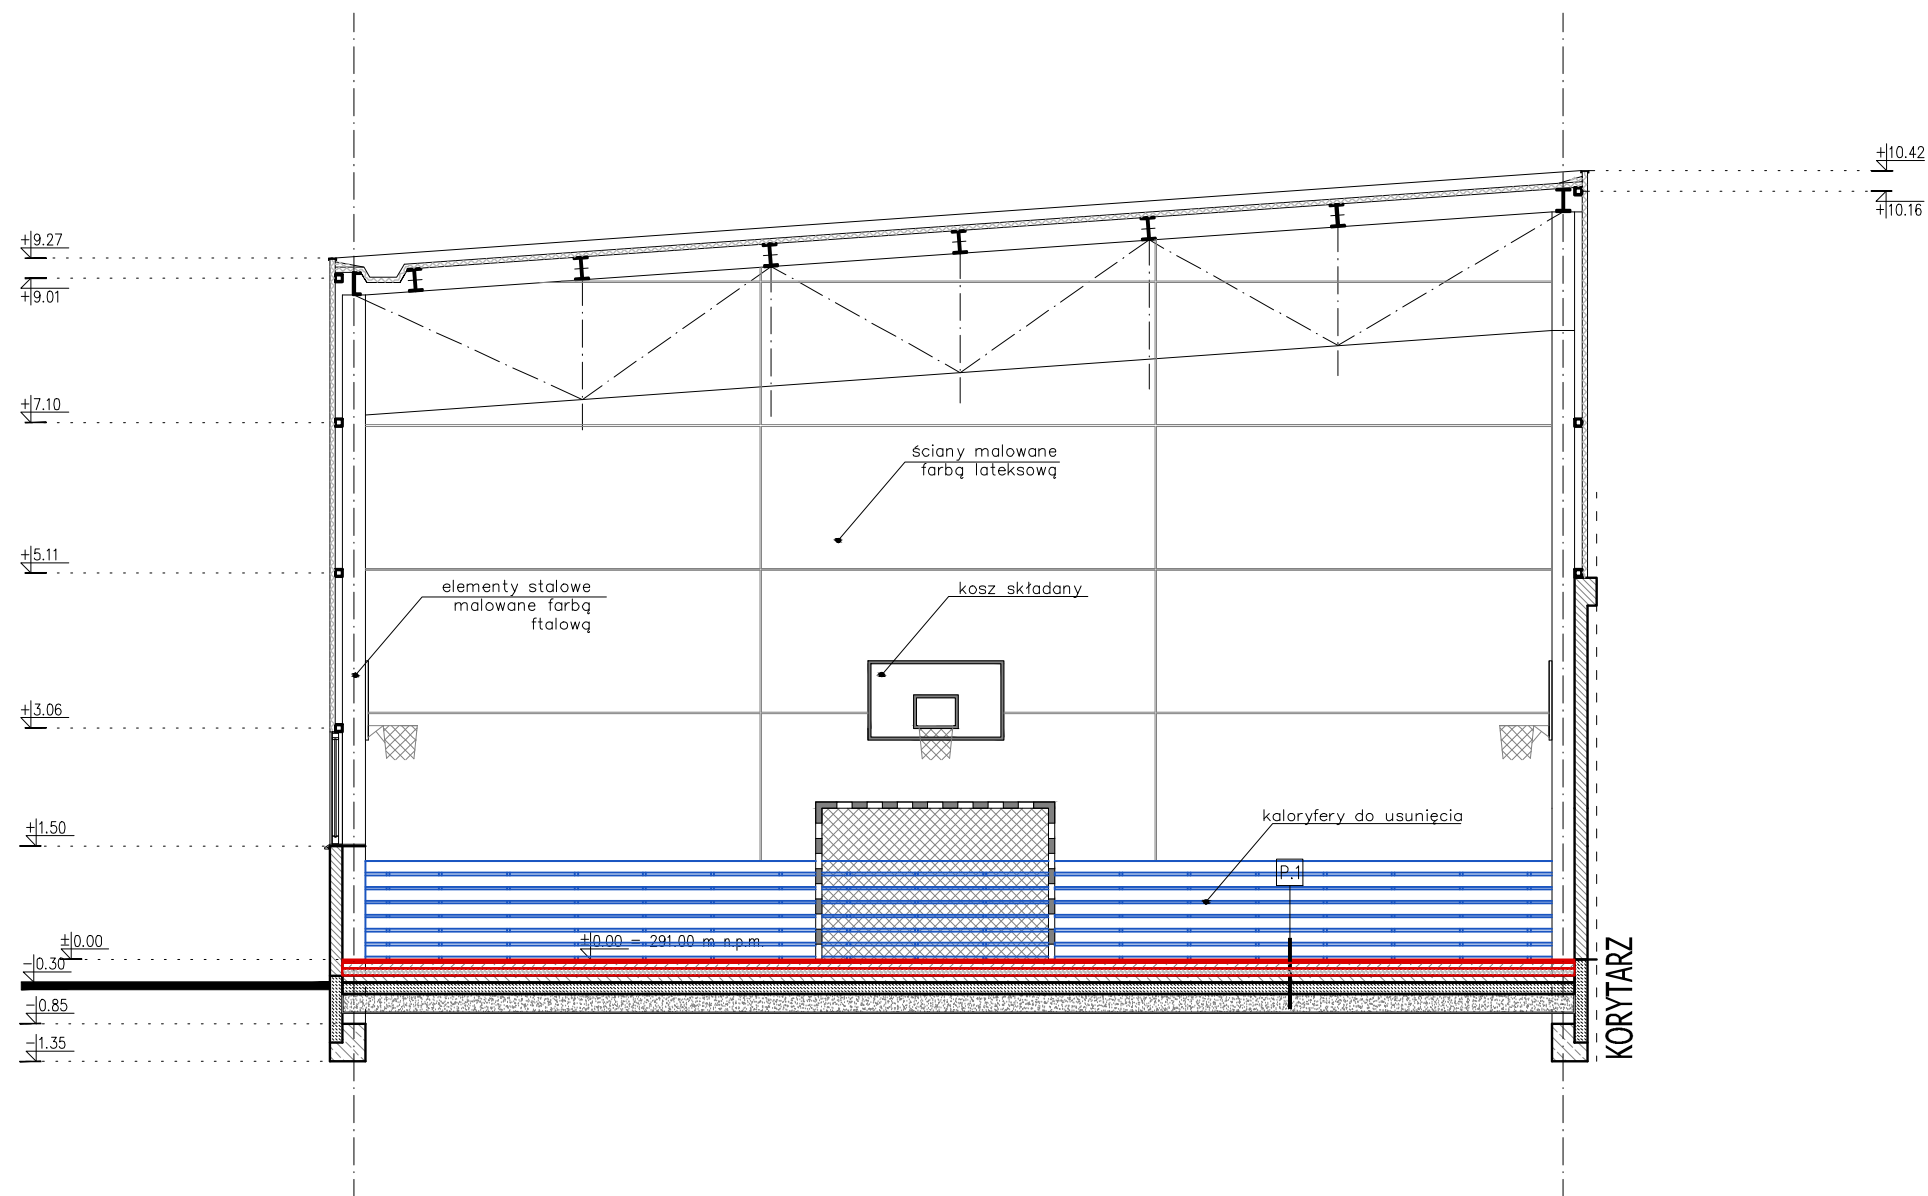 +10.42
+10.16
+9.27
+9.01
+7.10
ściany malowane
farbą lateksową
+5.11
elementy stalowe
malowane farbą
ftalową
kosz składany
+3.06
kaloryfery do usunięcia
+1.50
P.1
±0.00
±0.00 = 291.00 m n.p.m.
-0.30
-0.85
-1.35
KORYTARZ